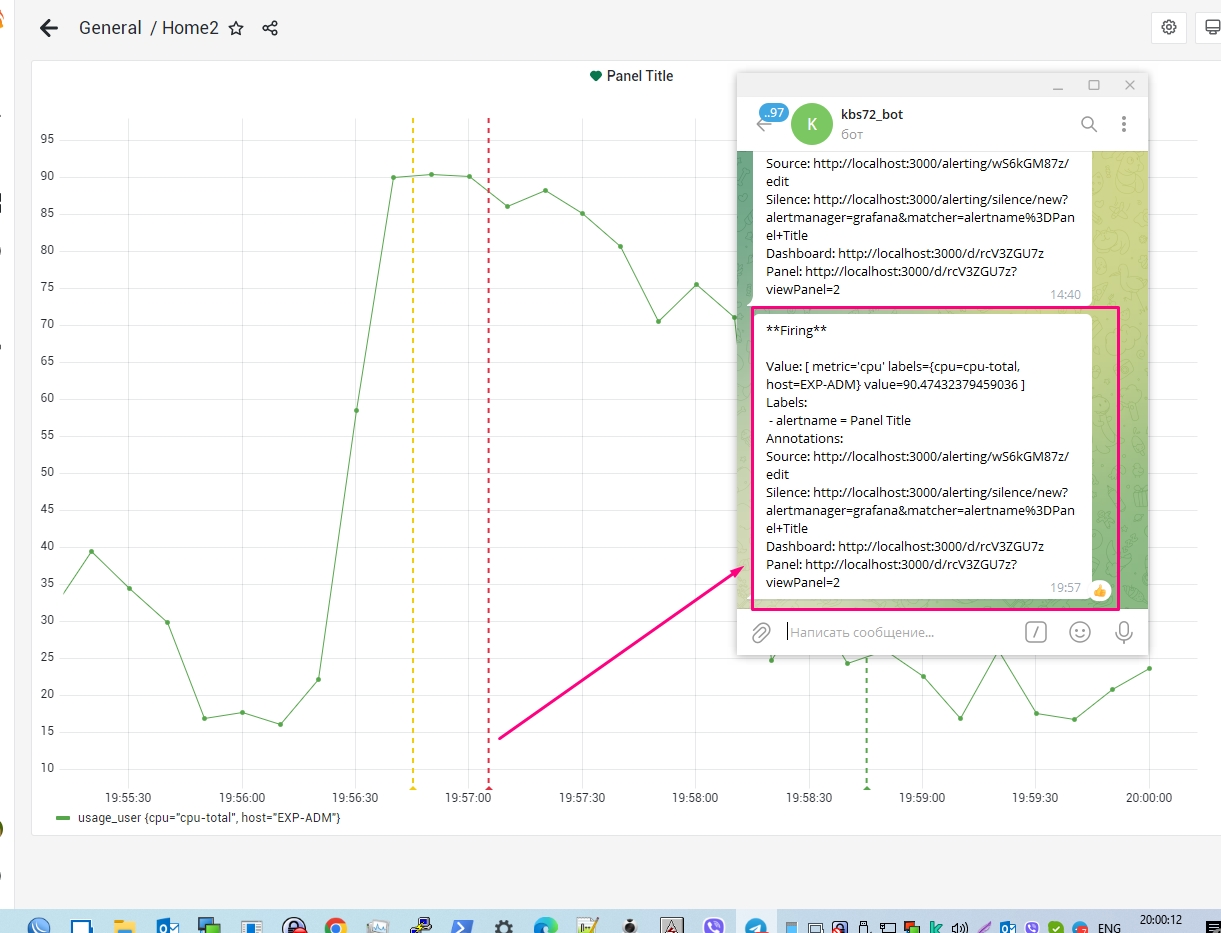 General / Home2
Panel Title
95
90
85
80
75
70
65
60
55
50
45
40
35
30
25
20
15
10
19:55:30
19:56:00
19:56:30
19:57:00
19:57:30
19:58:00
19:58:30
19:59:00
19:59:30
20:00:00
usage_user {cpu="cpu-total", host="EXP-ADM"}
..97
K
kbs72_bot
бот
Source: http://localhost:3000/alerting/wS6kGM87z/
edit
Silence: http://localhost:3000/alerting/silence/new?
alertmanager=grafana&matcher=alertname%3DPan
el+Title
Dashboard: http://localhost:3000/d/rcV3ZGU7z
Panel: http://localhost:3000/d/rcV3ZGU7z?
viewPanel=2
14:40
**Firing**
Value: [ metric='cpu' labels={cpu=cpu-total,
host=EXP-ADM} value=90.47432379459036 ]
Labels:
- alertname = Panel Title
Annotations:
Source: http://localhost:3000/alerting/wS6kGM87z/
edit
Silence: http://localhost:3000/alerting/silence/new?
alertmanager=grafana&matcher=alertname%3DPan
el+Title
Dashboard: http://localhost:3000/d/rcV3ZGU7z
Panel: http://localhost:3000/d/rcV3ZGU7z?
viewPanel=2
19:57
Написать сообщение...
ENG
20:00:12